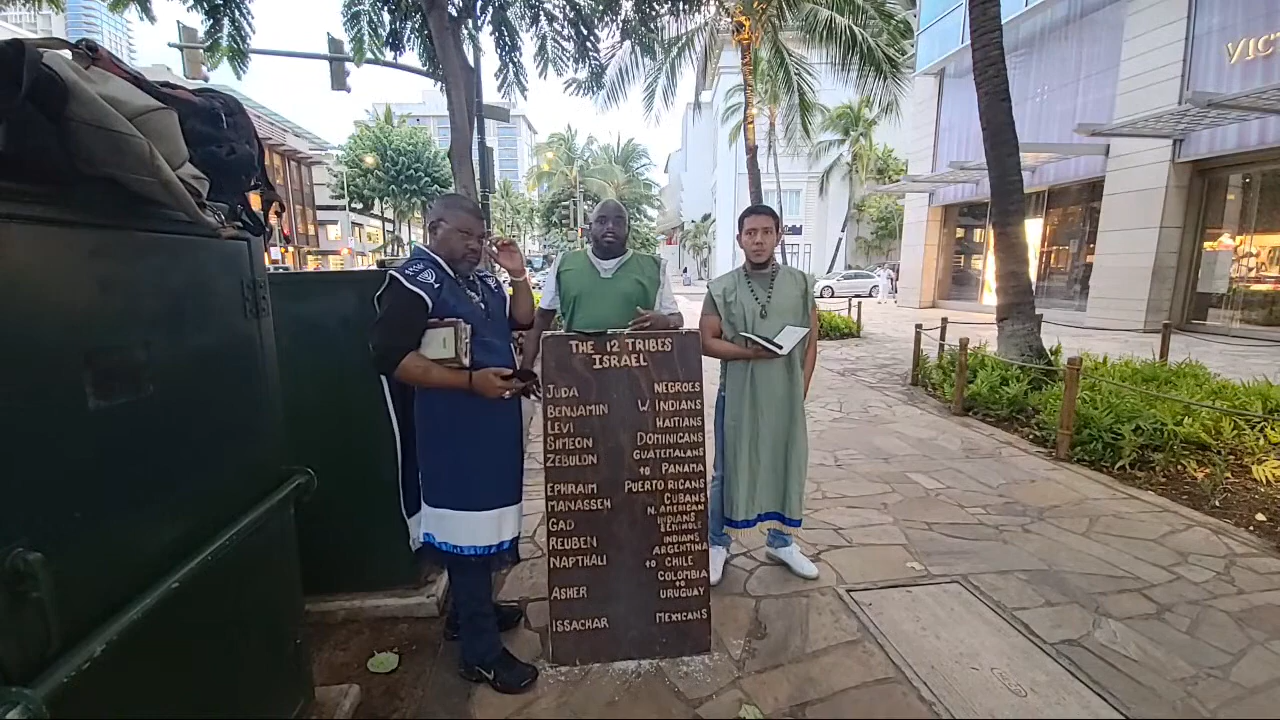 VICT
THE 12 TRIBES
ISRAEL
JUDA NEGROES
BENJAMIN W. INDIANS
LEVI HAITIANS
SIMEON DOMINICANS
ZEBULON GUATEMALANS
TO PANAMA
EPHRAIM PUERTO RICANS
MANASSEH CUBANS
GAD N. AMERICAN
INDIANS
REUBEN SEMINOLE
INDIANS
NAPTHALI ARGENTINA
TO CHILE
ASHER COLOMBIA
TO
URUGUAY
ISSACHAR MEXICANS